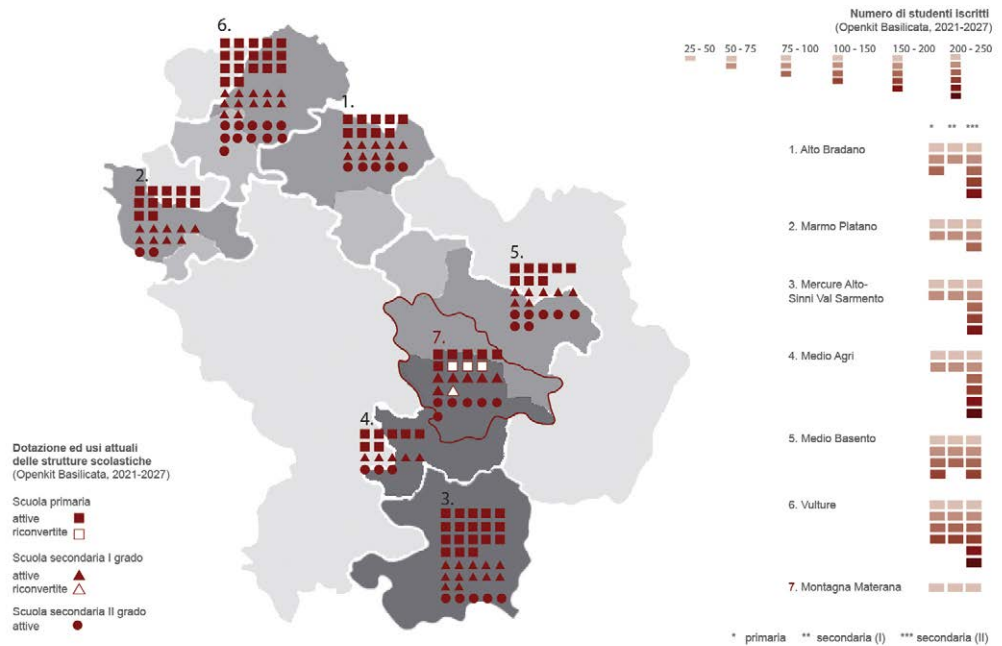 Numero di studenti iscritti
(Openkit Basilicata, 2021-2027)
25 - 50
50 - 75
75 - 100
100 - 150
150 - 200
200 - 250
* ** ***
1. Alto Bradano
2. Marmo Platano
3. Mercure Alto-
Sinni Val Sarmento
4. Medio Agri
5. Medio Basento
6. Vulture
7. Montagna Materana
* primaria ** secondaria (I) *** secondaria (II)
6.
1.
2.
5.
7.
4.
3.
Dotazione ed usi attuali
delle strutture scolastiche
(Openkit Basilicata, 2021-2027)
Scuola primaria
attive
riconvertite
Scuola secondaria I grado
attive
riconvertite
Scuola secondaria II grado
attive